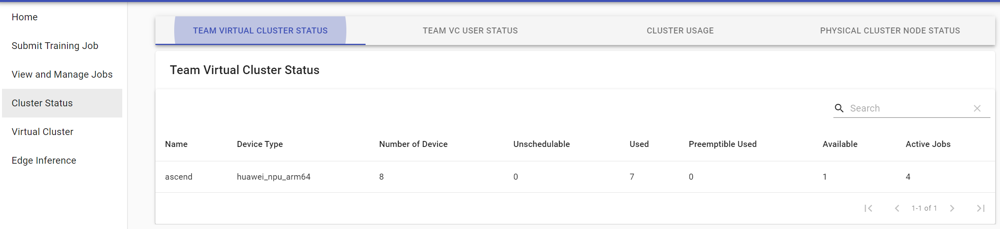 Home
Submit Training Job
View and Manage Jobs
Cluster Status
Virtual Cluster
Edge Inference
TEAM VIRTUAL CLUSTER STATUS TEAM VC USER STATUS CLUSTER USAGE PHYSICAL CLUSTER NODE STATUS
Team Virtual Cluster Status
Search
Name Device Type Number of Device Unschedulable Used Preemptible Used Available Active Jobs
ascend huawei_npu_arm64 8 0 7 0 1 4
1-1 of 1